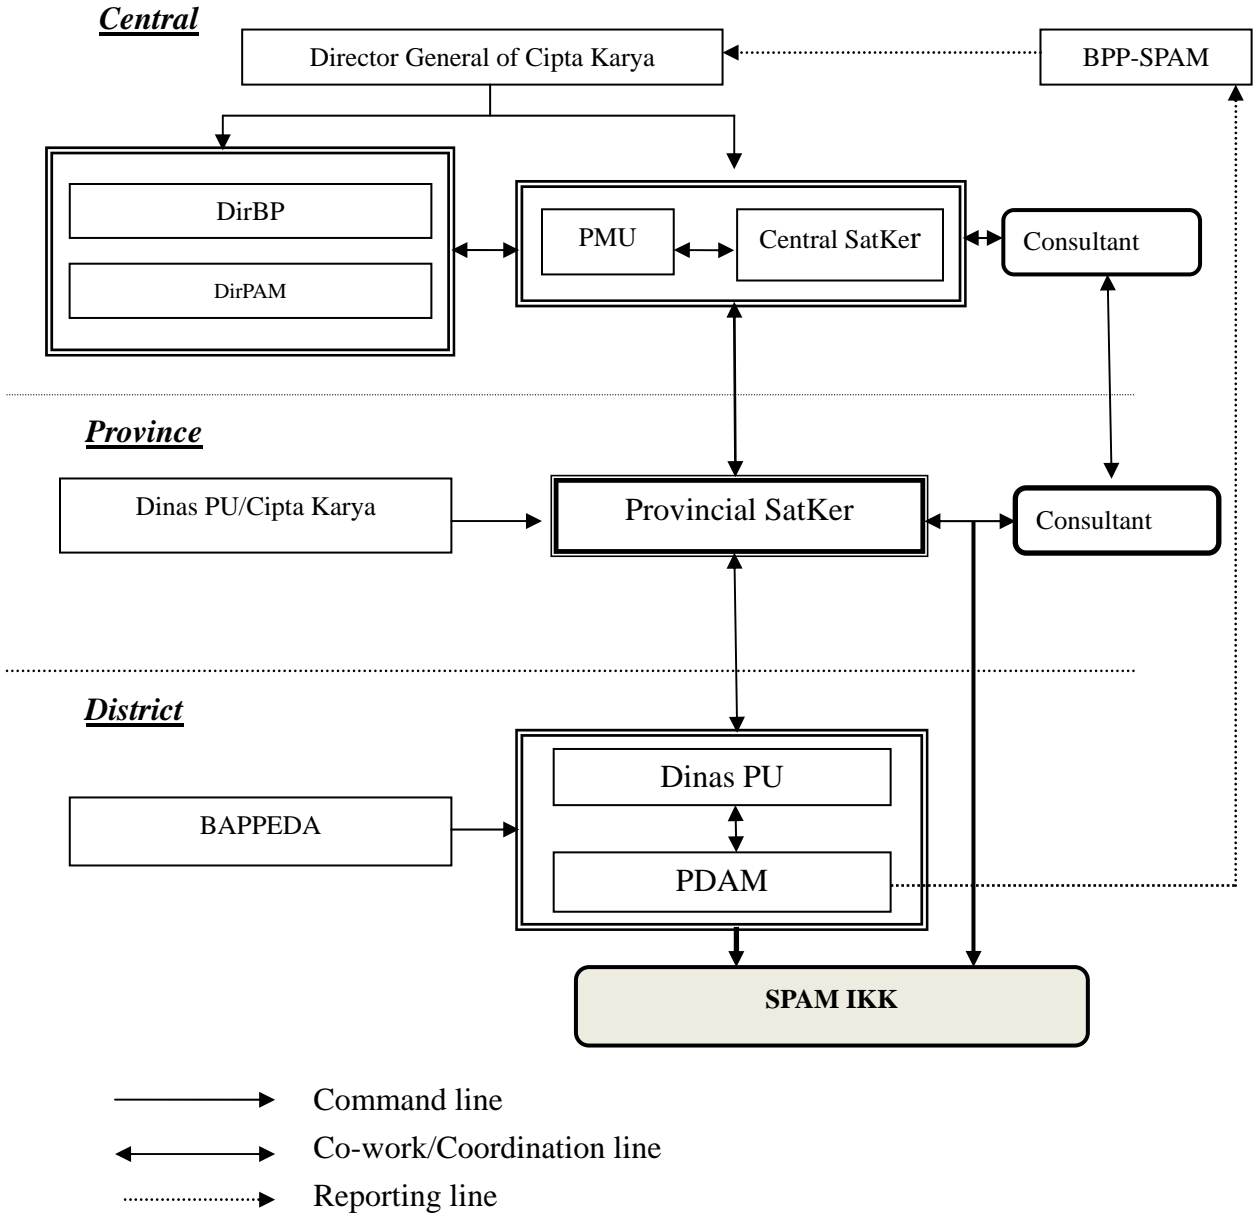 Central
Director General of Cipta Karya
BPP-SPAM
DirBP
DirPAM
PMU
Central SatKer
Consultant
Province
Dinas PU/Cipta Karya
Provincial SatKer
Consultant
District
Dinas PU
BAPPEDA
PDAM
SPAM IKK
Command line
Co-work/Coordination line
Reporting line